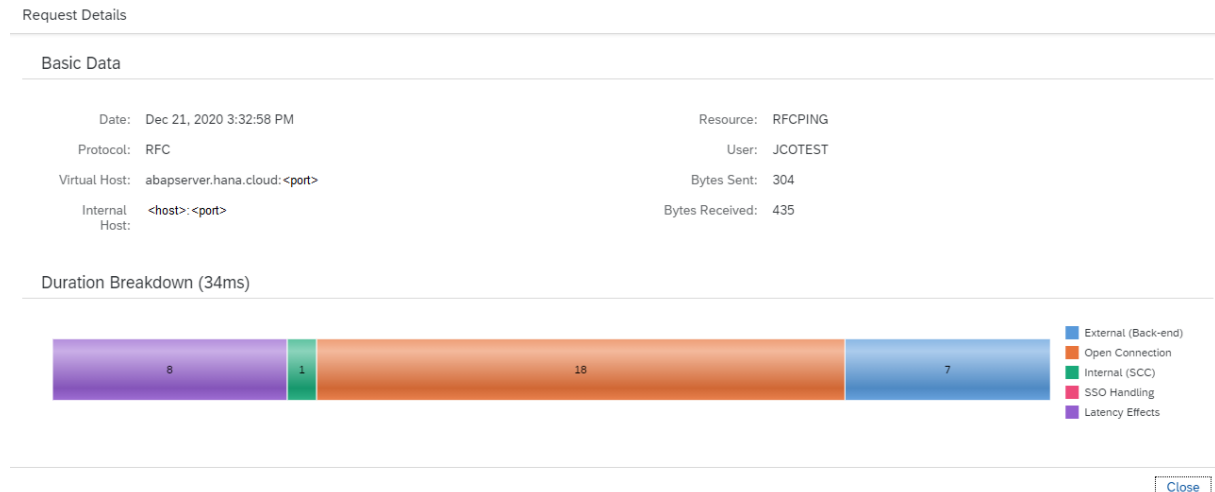 Request Details
Basic Data
Date: Dec 21, 2020 3:32:58 PM
Resource: RFCPING
Protocol: RFC
User: JCOTEST
Virtual Host: abapserver.hana.cloud:<port>
Bytes Sent: 304
Internal Host: <host>:<port>
Bytes Received: 435
Duration Breakdown (34ms)
8 1 18 7
External (Back-end)
Open Connection
Internal (SCC)
SSO Handling
Latency Effects
Close